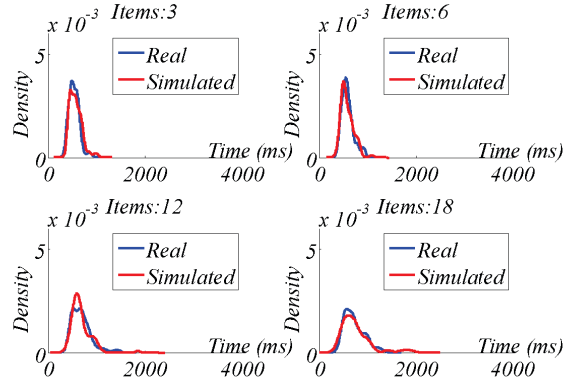 x 10^-3 Items:3
5
Real
Simulated
Density
Time (ms)
0
0 2000 4000
x 10^-3 Items:6
5
Real
Simulated
Density
Time (ms)
0
0 2000 4000
x 10^-3 Items:12
5
Real
Simulated
Density
Time (ms)
0
0 2000 4000
x 10^-3 Items:18
5
Real
Simulated
Density
Time (ms)
0
0 2000 4000